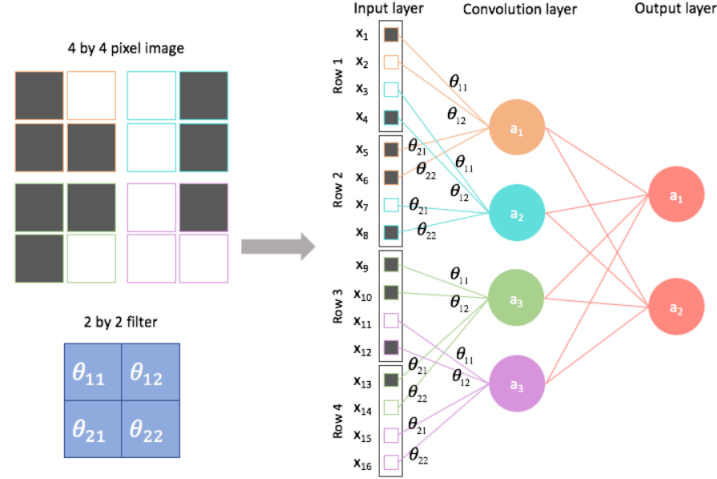 Input layer
Convolution layer
Output layer
4 by 4 pixel image
2 by 2 filter
θ11 θ12
θ21 θ22
Row 1
x1
x2
x3
x4
Row 2
x5
x6
x7
x8
Row 3
x9
x10
x11
x12
Row 4
x13
x14
x15
x16
θ11
θ12
θ21
θ22
θ11
θ12
θ21
θ22
θ11
θ12
θ11
θ12
θ21
θ22
θ21
θ22
a1
a2
a3
a3
a1
a2